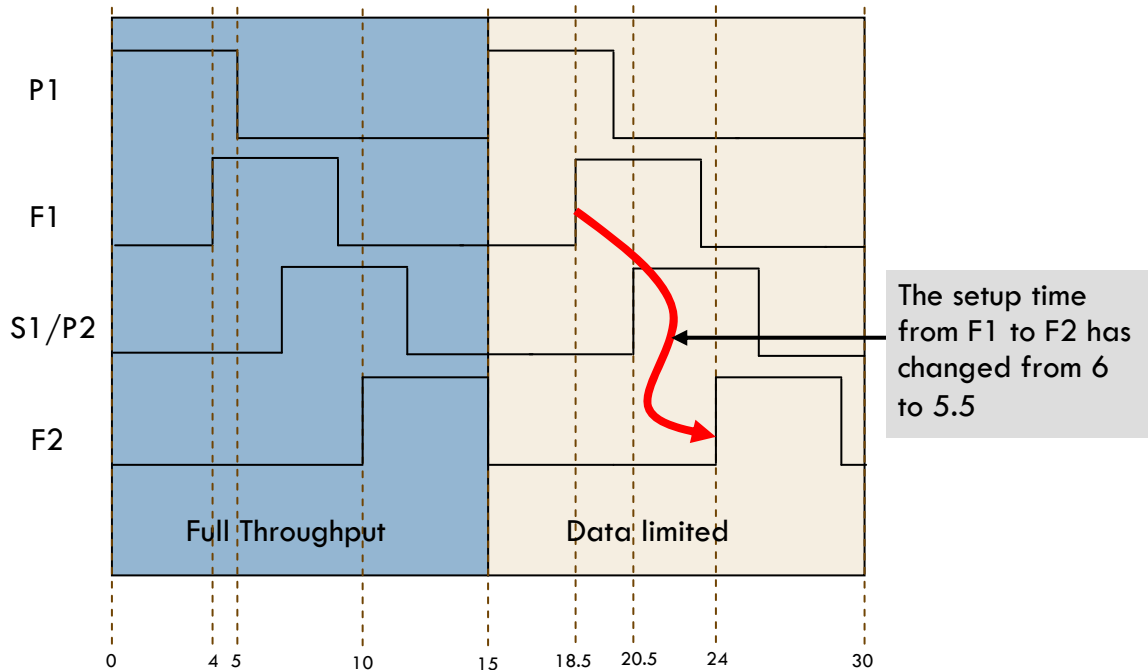 P1
F1
S1/P2
F2
The setup time
from F1 to F2 has
changed from 6
to 5.5
Full Throughput
Data limited
0
4
5
10
15
18.5
20.5
24
30